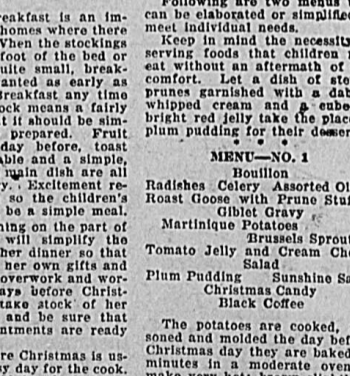 reakfast is an im-
homes where there
When the stockings
foot of the bed or
uite small, break-
anted as early as
Breakfast any time
ock means a fairly
t it should be sim-
prepared. Fruit
day before, toast
able and a simple,
main dish are all
y. Excitement re-
so the children's
be a simple meal.
ning on the part of
will simplify the
her dinner so that
her own gifts and
overwork and wor-
ays before Christ-
take stock of her
and be sure that
ntments are ready
re Christmas is us-
sy day for the cook.
Following are two menus
can be elaborated or simplified
meet individual needs.
Keep in mind the necessity
serving foods that children
eat without an aftermath of
comfort. Let a dish of ste
prunes garnished with a dab
whipped cream and a cube
bright red jelly take the place
plum pudding for their desser
* * *
MENU—NO. 1
Bouillon
Radishes Celery Assorted Ol
Roast Goose with Prune Stuf
Giblet Gravy
Martinique Potatoes
Brussels Sprout
Tomato Jelly and Cream Che
Salad
Plum Pudding Sunshine Sa
Christmas Candy
Black Coffee
The potatoes are cooked,
soned and molded the day bef
Christmas day they are baked
minutes in a moderate oven